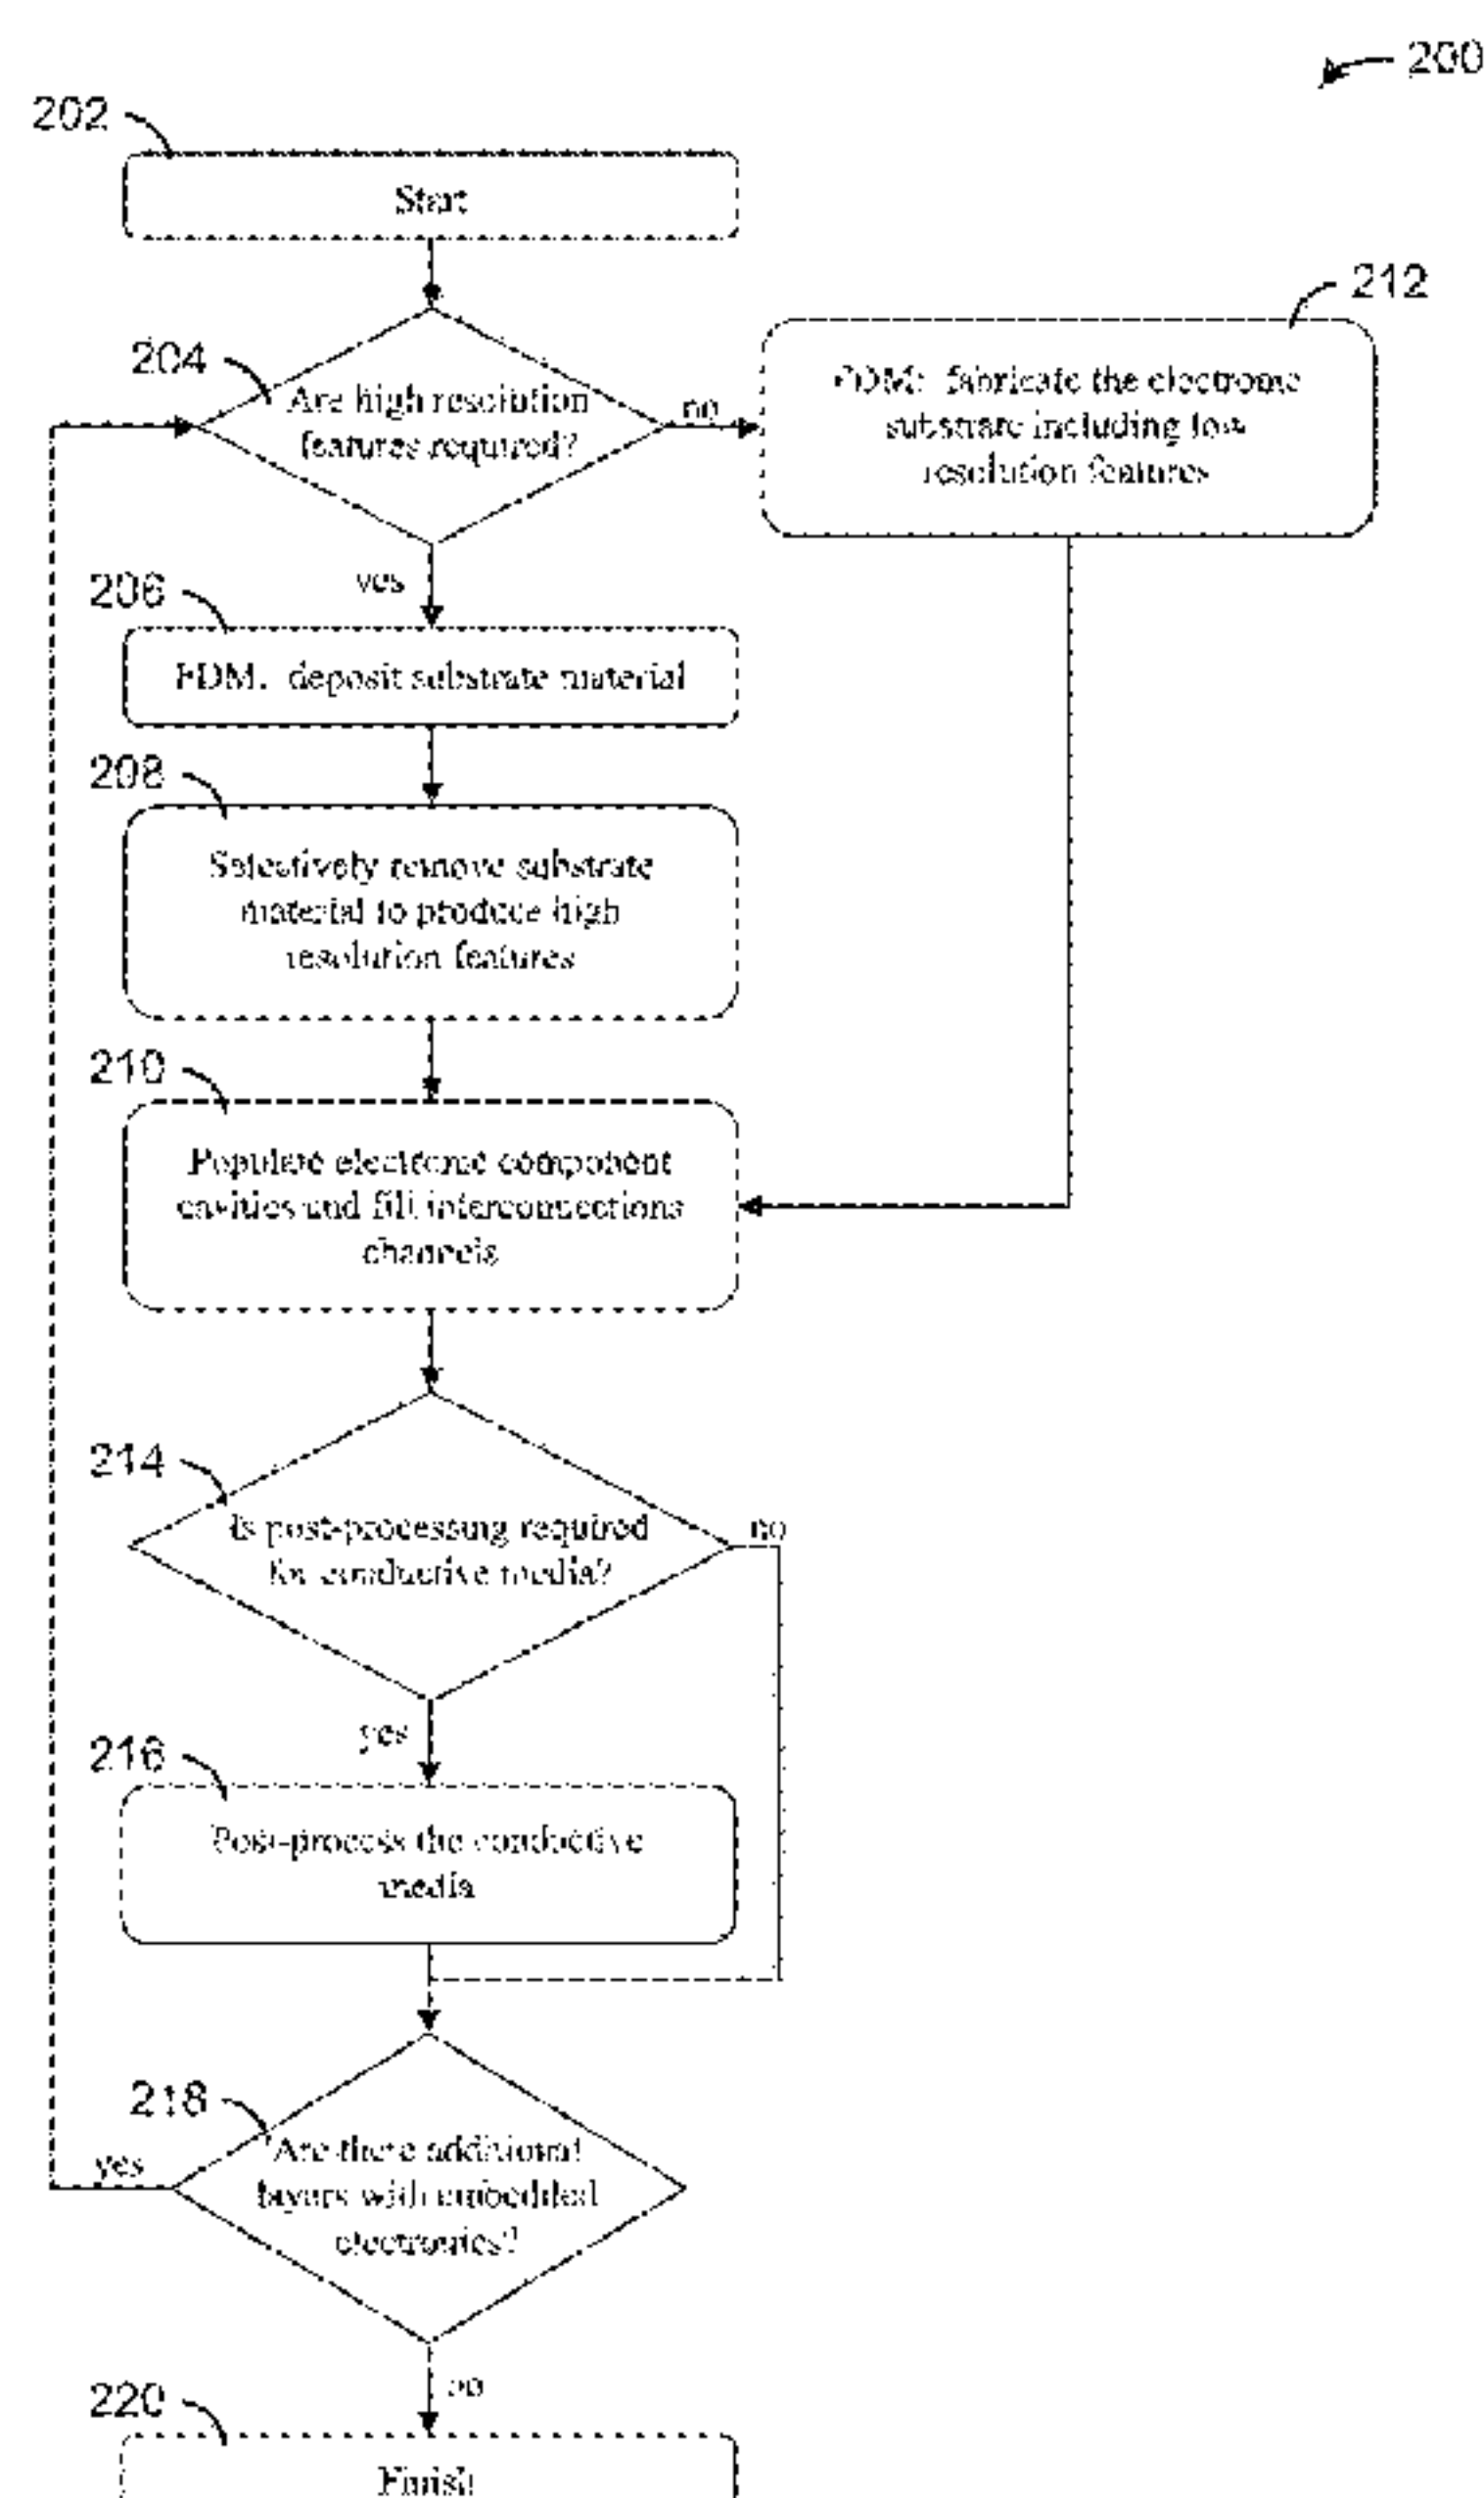 200
202
Start
212
204
Are high resolution
features required?
no
FDM: fabricate the electronic
substrate including low
resolution features
yes
206
FDM: deposit substrate material
208
Selectively remove substrate
material to produce high
resolution features
210
Populate electronic component
cavities and fill interconnections
channels
214
Is post-processing required
for conductive media?
no
yes
216
Post-process the conductive
media
218
Are there additional
layers with embedded
electronics?
yes
no
220
Finish